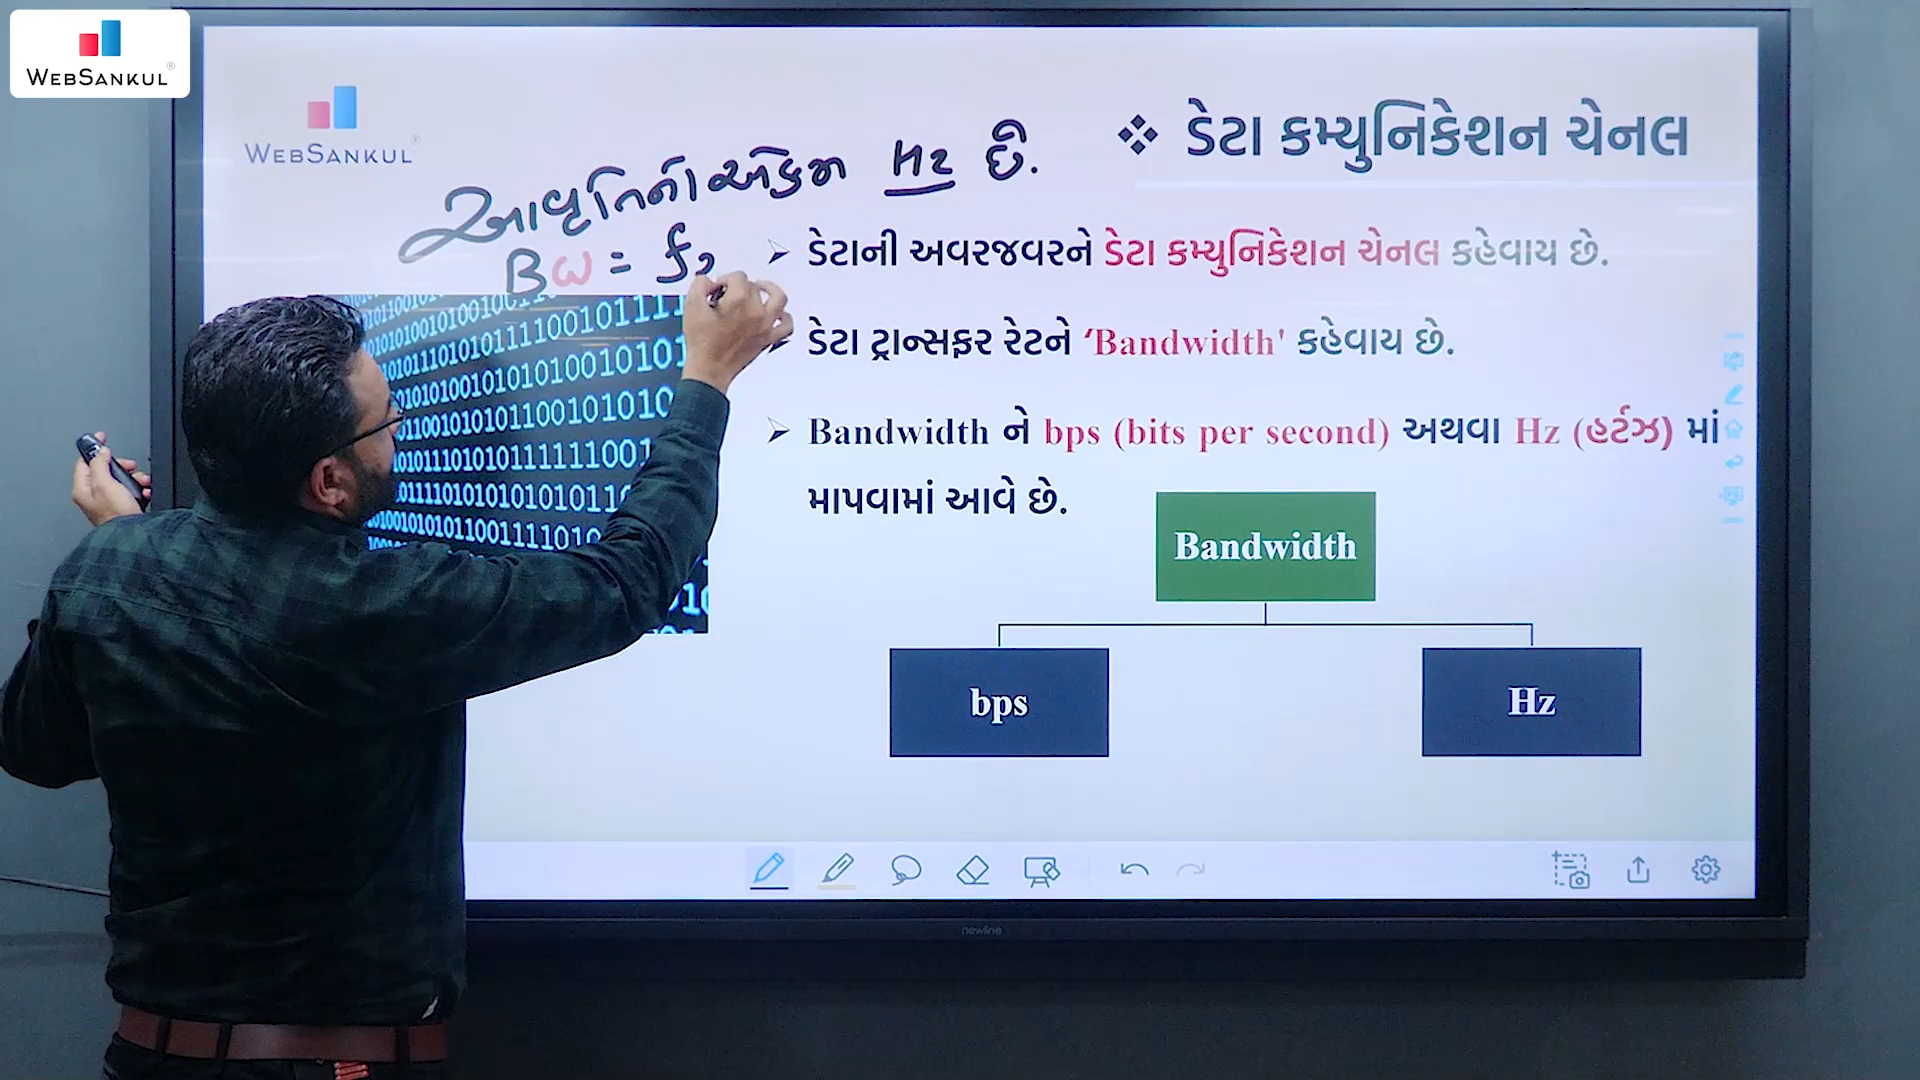 WEBSANKUL
WEBSANKUL
❖ ડેટા કમ્યુનિકેશન ચેનલ
આવૃતિનો એકમ Hz છે.
BW = f2
➢ ડેટાની અવરજવરને ડેટા કમ્યુનિકેશન ચેનલ કહેવાય છે.
ડેટા ટ્રાન્સફર રેટને ‘Bandwidth' કહેવાય છે.
➢ Bandwidth ને bps (bits per second) અથવા Hz (હર્ટઝ) માં
માપવામાં આવે છે.
Bandwidth
bps
Hz
newline